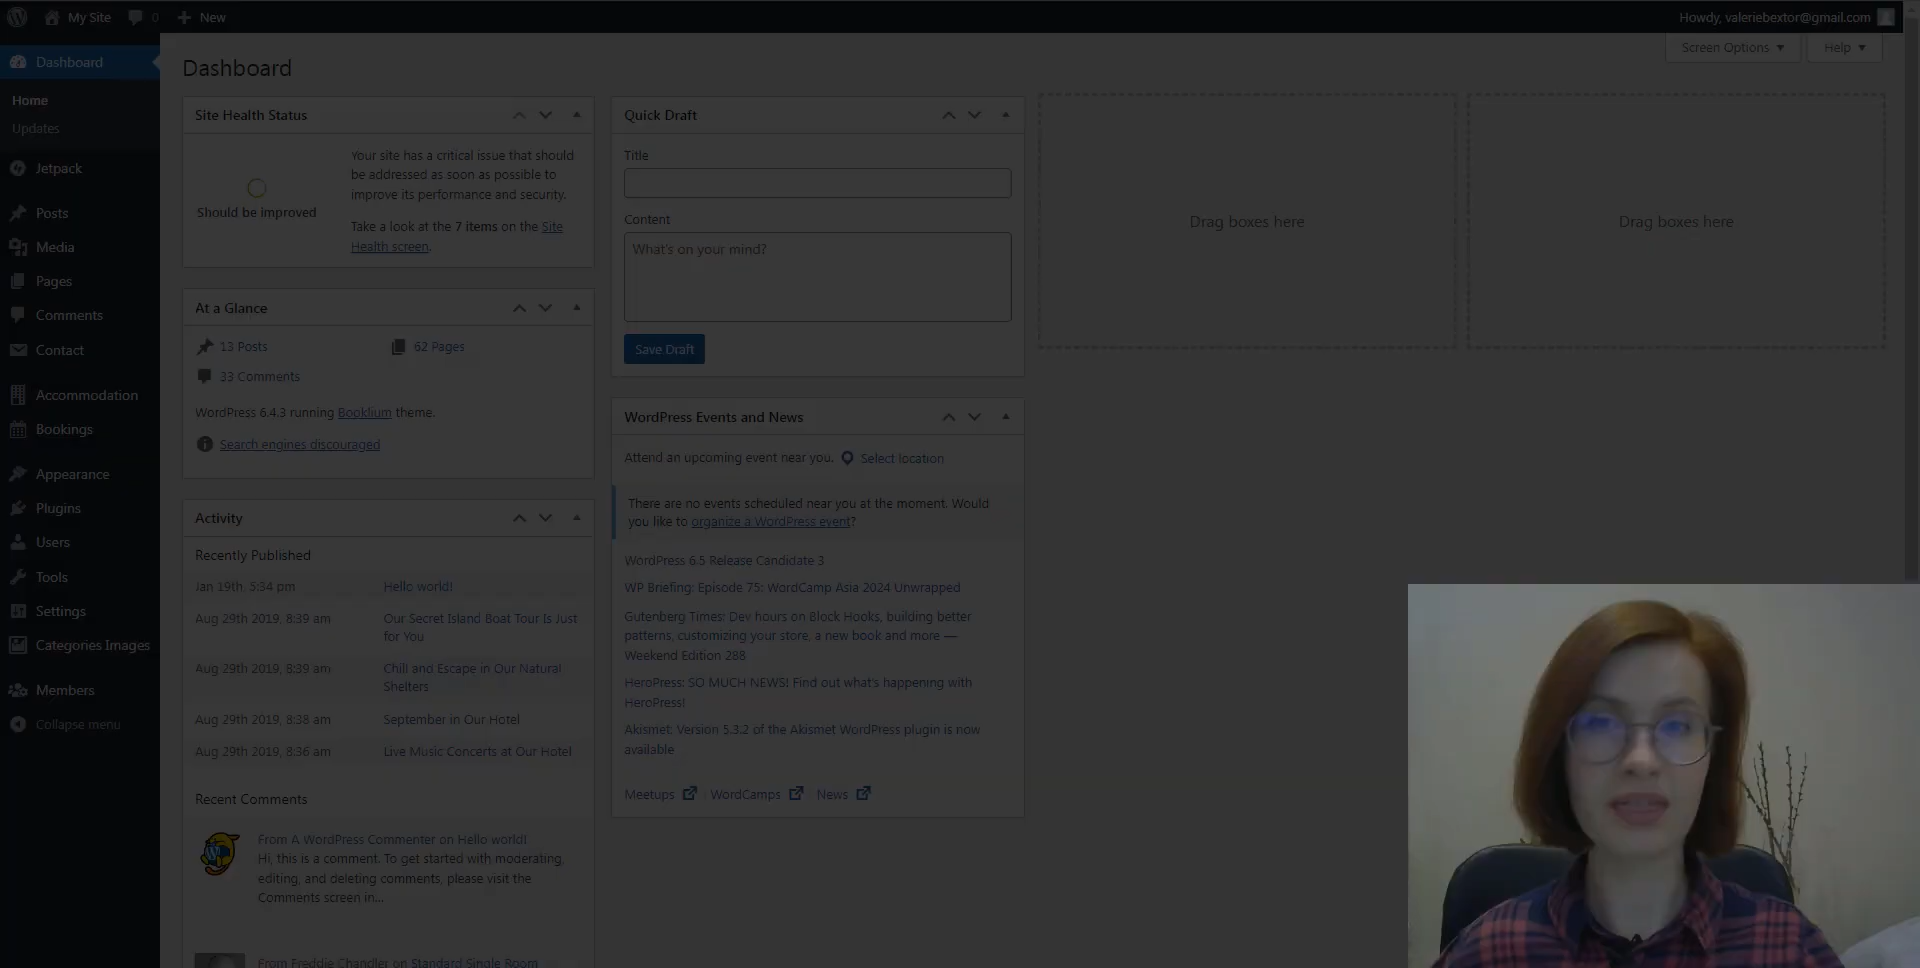 My Site
0
New
Howdy, valeriebextor@gmail.com
Screen Options
Help
Dashboard
Home
Updates
Jetpack
Posts
Media
Pages
Comments
Contact
Accommodation
Bookings
Appearance
Plugins
Users
Tools
Settings
Categories Images
Members
Collapse menu
Dashboard
Site Health Status
Should be improved
Your site has a critical issue that should
be addressed as soon as possible to
improve its performance and security.
Take a look at the 7 items on the Site
Health screen.
At a Glance
13 Posts
62 Pages
33 Comments
WordPress 6.4.3 running Booklium theme.
Search engines discouraged
Activity
Recently Published
Jan 19th, 5:34 pm
Hello world!
Aug 29th 2019, 8:39 am
Our Secret Island Boat Tour Is Just
for You
Aug 29th 2019, 8:39 am
Chill and Escape in Our Natural
Shelters
Aug 29th 2019, 8:38 am
September in Our Hotel
Aug 29th 2019, 8:36 am
Live Music Concerts at Our Hotel
Recent Comments
From A WordPress Commenter on Hello world!
Hi, this is a comment. To get started with moderating,
editing, and deleting comments, please visit the
Comments screen in...
From Freddie Chandler on Standard Single Room
Quick Draft
Title
Content
What's on your mind?
Save Draft
WordPress Events and News
Attend an upcoming event near you.
Select location
There are no events scheduled near you at the moment. Would
you like to organize a WordPress event?
WordPress 6.5 Release Candidate 3
WP Briefing: Episode 75: WordCamp Asia 2024 Unwrapped
Gutenberg Times: Dev hours on Block Hooks, building better
patterns, customizing your store, a new book and more —
Weekend Edition 288
HeroPress: SO MUCH NEWS! Find out what's happening with
HeroPress!
Akismet: Version 5.3.2 of the Akismet WordPress plugin is now
available
Meetups
WordCamps
News
Drag boxes here
Drag boxes here